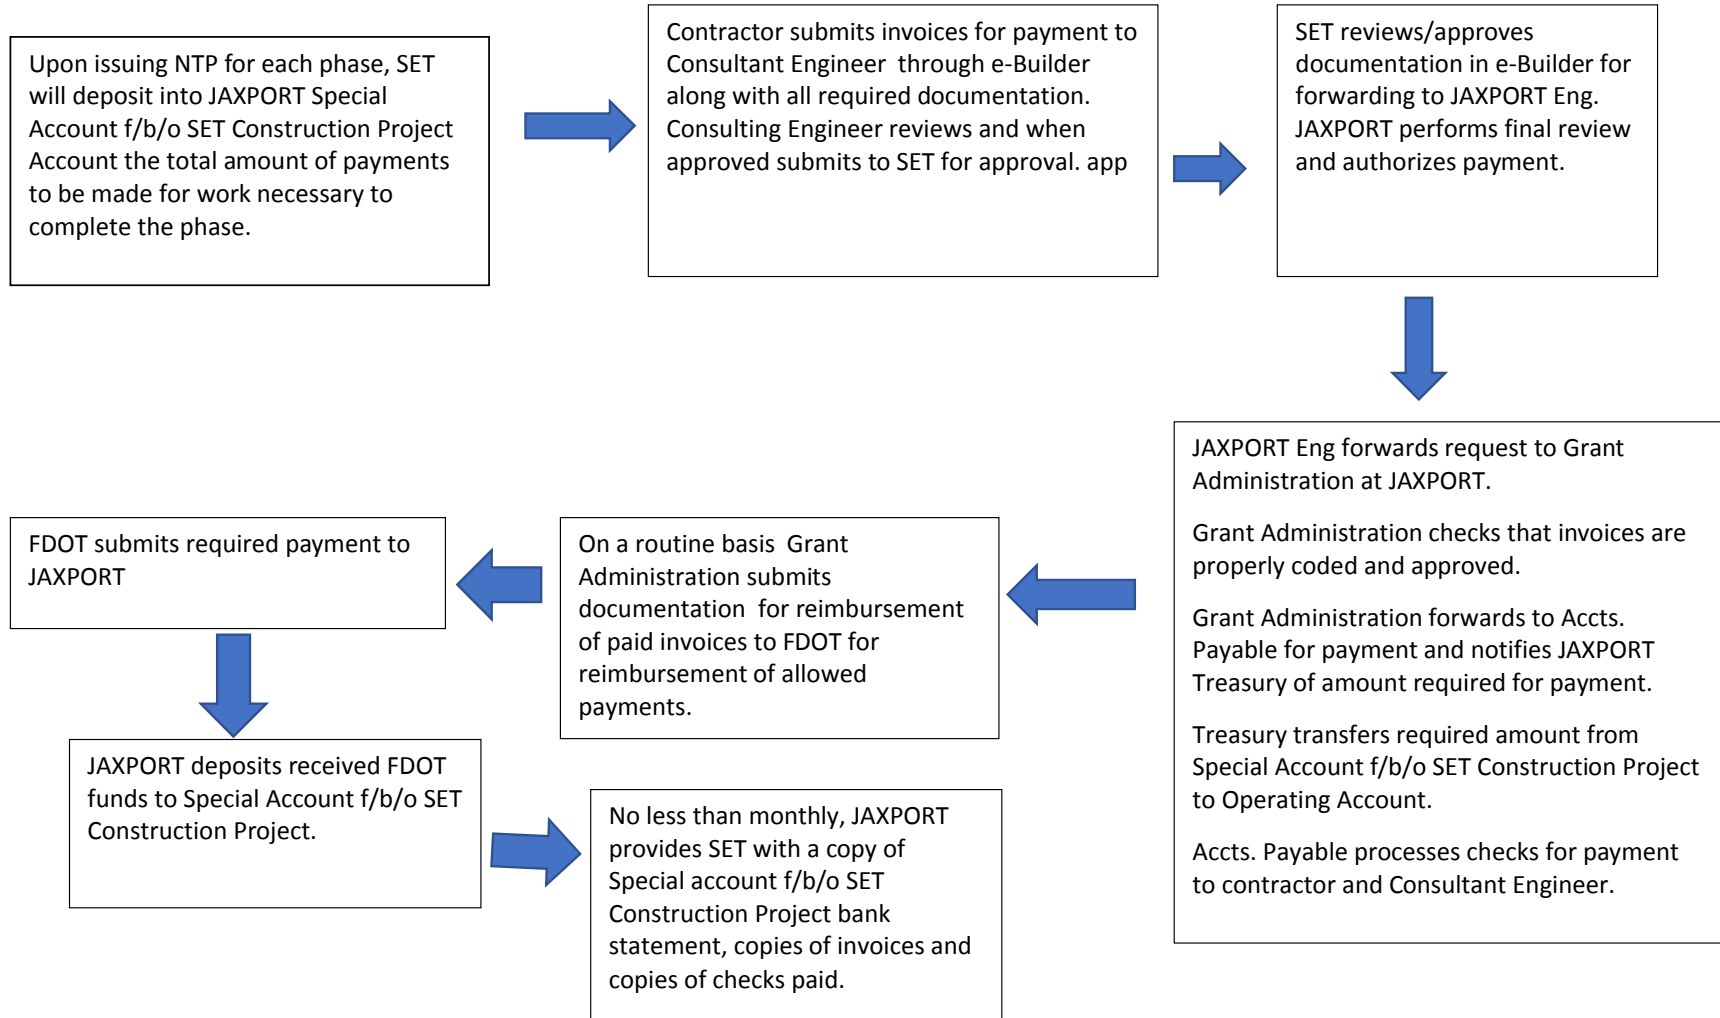 Upon issuing NTP for each phase, SET
will deposit into JAXPORT Special
Account f/b/o SET Construction Project
Account the total amount of payments
to be made for work necessary to
complete the phase.
Contractor submits invoices for payment to
Consultant Engineer through e-Builder
along with all required documentation.
Consulting Engineer reviews and when
approved submits to SET for approval. app
SET reviews/approves
documentation in e-Builder for
forwarding to JAXPORT Eng.
JAXPORT performs final review
and authorizes payment.
JAXPORT Eng forwards request to Grant
Administration at JAXPORT.
Grant Administration checks that invoices are
properly coded and approved.
Grant Administration forwards to Accts.
Payable for payment and notifies JAXPORT
Treasury of amount required for payment.
Treasury transfers required amount from
Special Account f/b/o SET Construction Project
to Operating Account.
Accts. Payable processes checks for payment
to contractor and Consultant Engineer.
On a routine basis Grant
Administration submits
documentation for reimbursement
of paid invoices to FDOT for
reimbursement of allowed
payments.
FDOT submits required payment to
JAXPORT
JAXPORT deposits received FDOT
funds to Special Account f/b/o SET
Construction Project.
No less than monthly, JAXPORT
provides SET with a copy of
Special account f/b/o SET
Construction Project bank
statement, copies of invoices and
copies of checks paid.